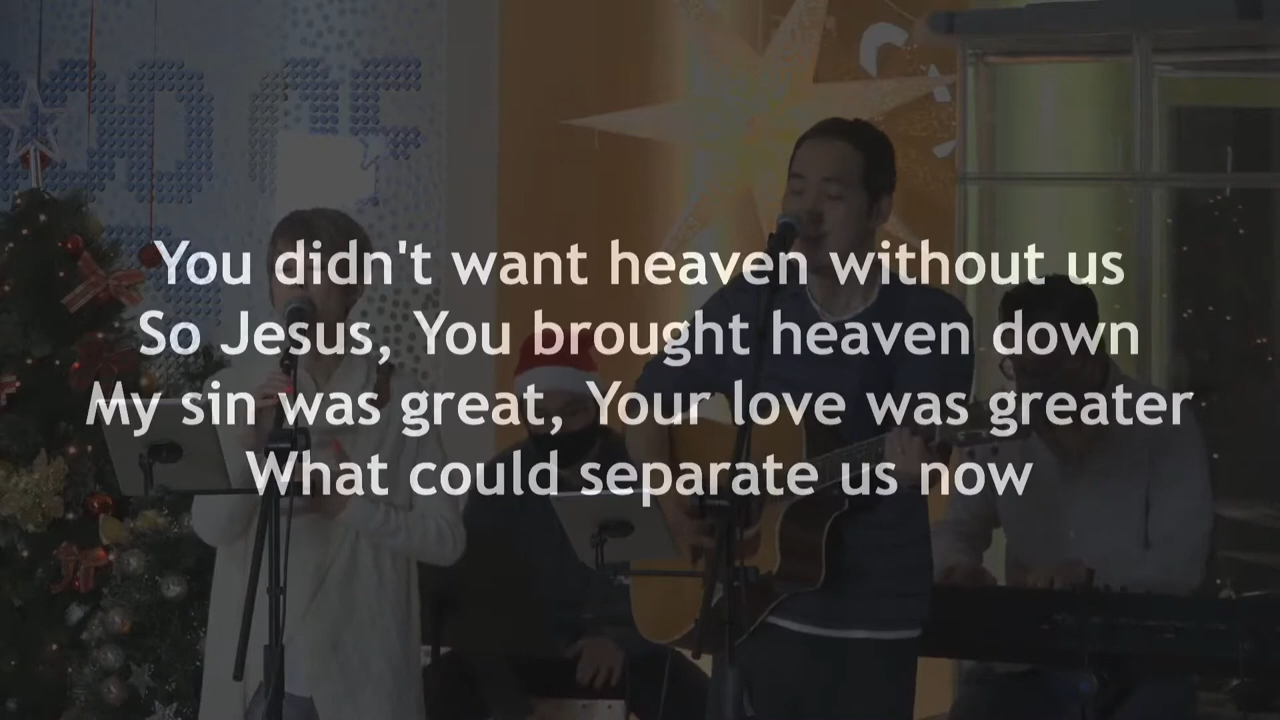 You didn't want heaven without us
So Jesus, You brought heaven down
My sin was great, Your love was greater
What could separate us now